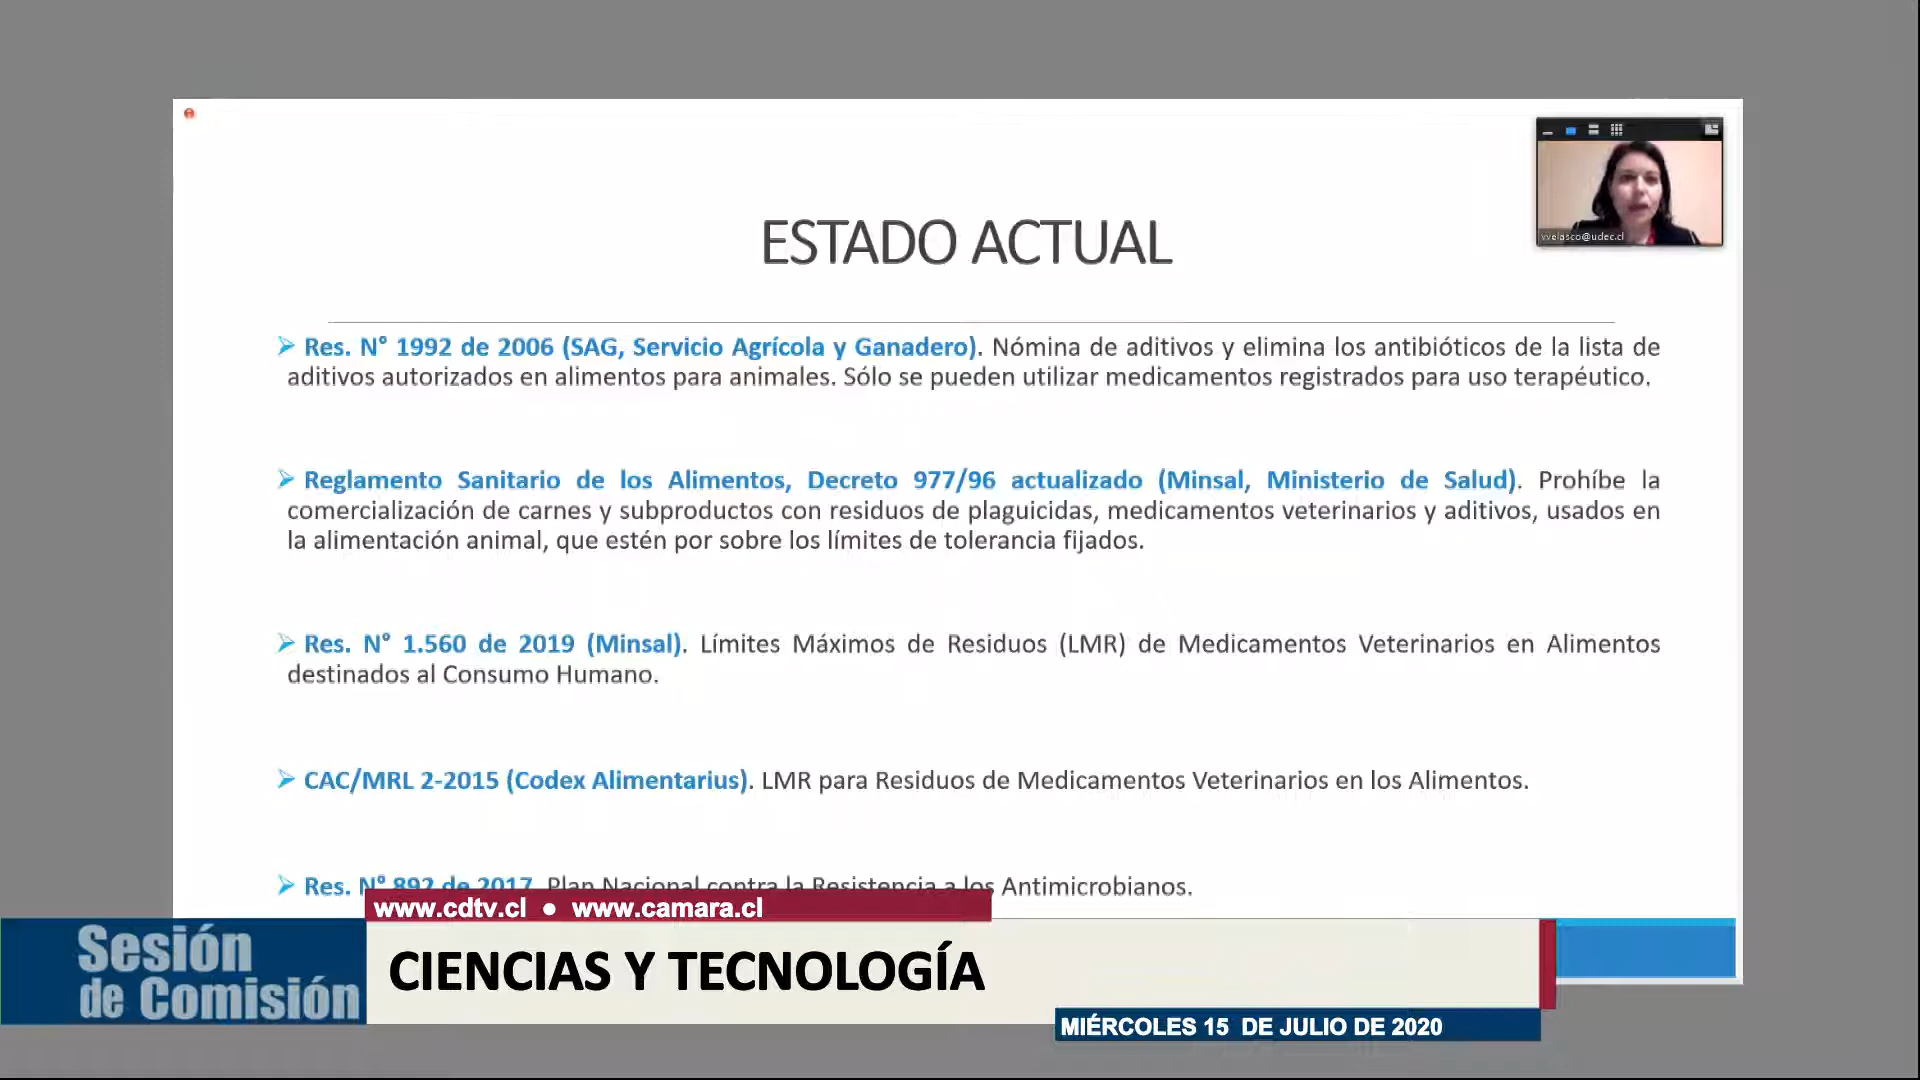 vvelasco@udec.cl
ESTADO ACTUAL
Res. N° 1992 de 2006 (SAG, Servicio Agrícola y Ganadero). Nómina de aditivos y elimina los antibióticos de la lista de
aditivos autorizados en alimentos para animales. Sólo se pueden utilizar medicamentos registrados para uso terapéutico.
Reglamento Sanitario de los Alimentos, Decreto 977/96 actualizado (Minsal, Ministerio de Salud). Prohíbe la
comercialización de carnes y subproductos con residuos de plaguicidas, medicamentos veterinarios y aditivos, usados en
la alimentación animal, que estén por sobre los límites de tolerancia fijados.
Res. N° 1.560 de 2019 (Minsal). Límites Máximos de Residuos (LMR) de Medicamentos Veterinarios en Alimentos
destinados al Consumo Humano.
CAC/MRL 2-2015 (Codex Alimentarius). LMR para Residuos de Medicamentos Veterinarios en los Alimentos.
Res. N° 892 de 2017. Plan Nacional contra la Resistencia a los Antimicrobianos.
www.cdtv.cl ● www.camara.cl
Sesión
de Comisión
CIENCIAS Y TECNOLOGÍA
MIÉRCOLES 15 DE JULIO DE 2020